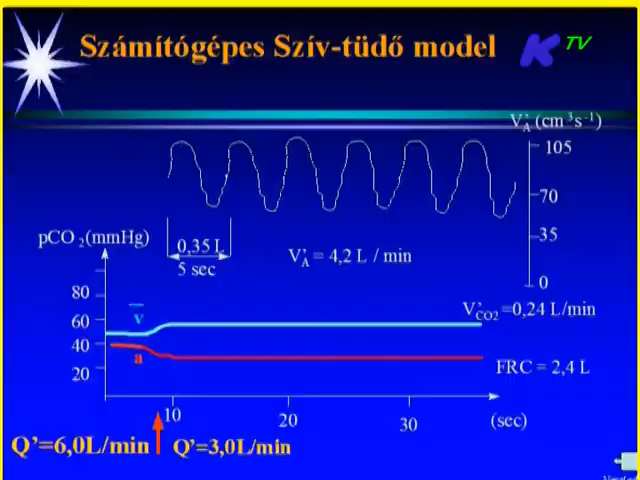 Számítógépes Szív-tüdő model
K TV
V'A (cm3s-1)
105
70
35
0
pCO2(mmHg)
0,35 L
5 sec
V'A = 4,2 L / min
80
60
40
20
v
a
V'CO2=0,24 L/min
FRC = 2,4 L
10
20
30
(sec)
Q'=6,0L/min
Q'=3,0L/min